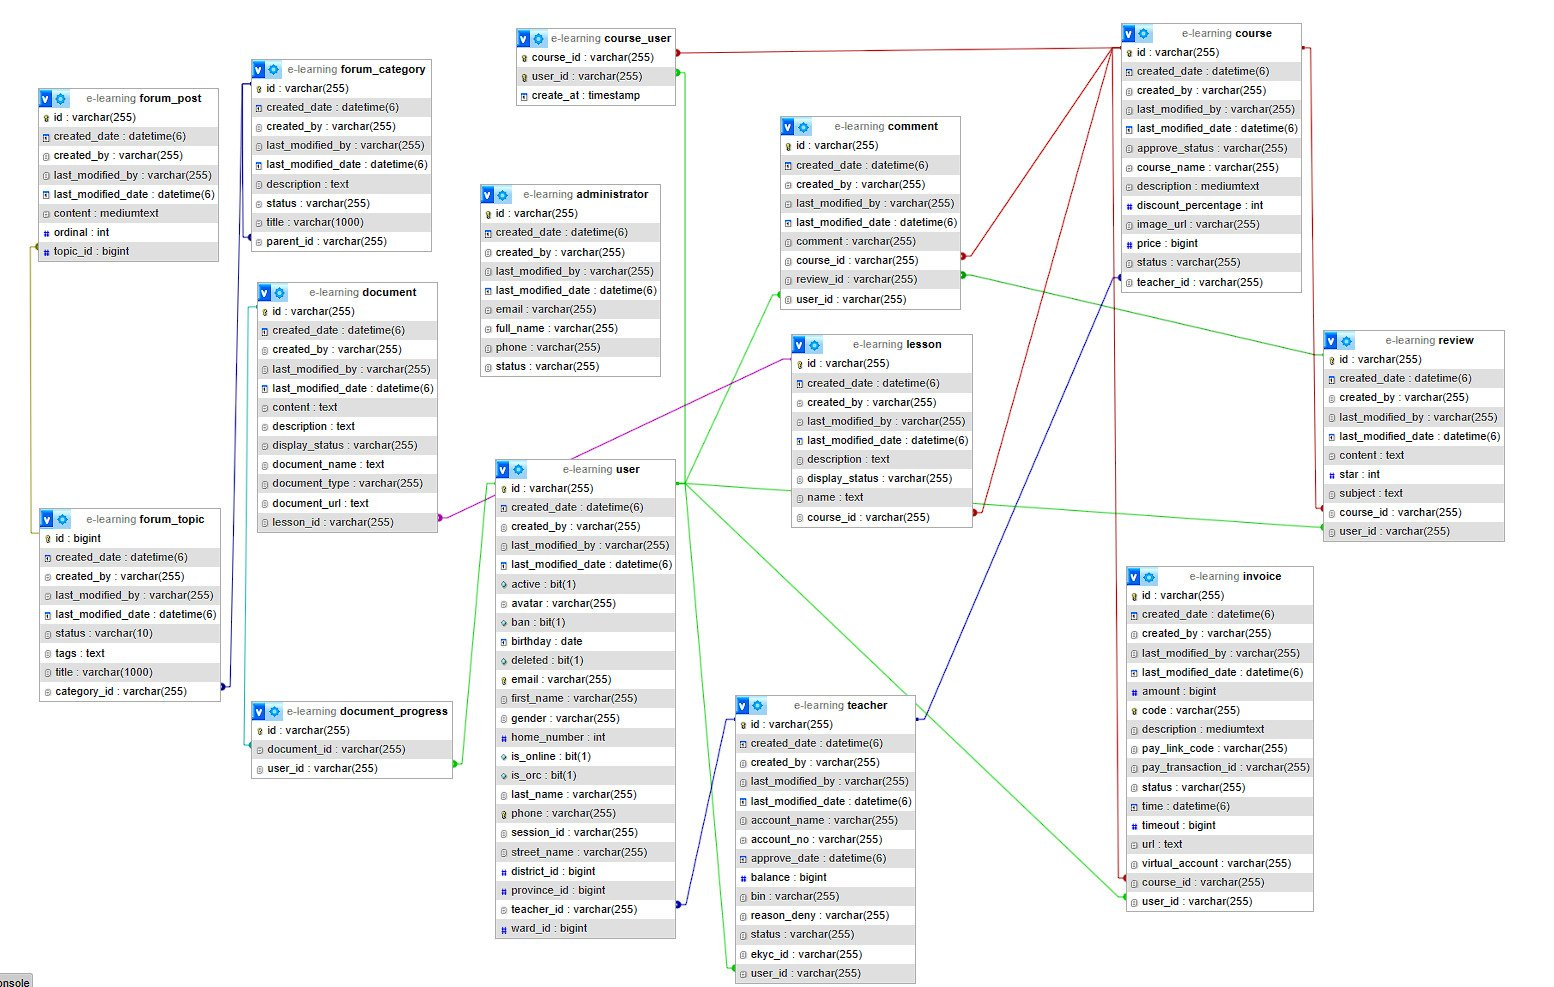 e-learning forum_post
id : varchar(255)
created_date : datetime(6)
created_by : varchar(255)
last_modified_by : varchar(255)
last_modified_date : datetime(6)
content : mediumtext
ordinal : int
topic_id : bigint
e-learning forum_category
id : varchar(255)
created_date : datetime(6)
created_by : varchar(255)
last_modified_by : varchar(255)
last_modified_date : datetime(6)
description : text
status : varchar(255)
title : varchar(1000)
parent_id : varchar(255)
e-learning course_user
course_id : varchar(255)
user_id : varchar(255)
create_at : timestamp
e-learning administrator
id : varchar(255)
created_date : datetime(6)
created_by : varchar(255)
last_modified_by : varchar(255)
last_modified_date : datetime(6)
email : varchar(255)
full_name : varchar(255)
phone : varchar(255)
status : varchar(255)
e-learning comment
id : varchar(255)
created_date : datetime(6)
created_by : varchar(255)
last_modified_by : varchar(255)
last_modified_date : datetime(6)
comment : varchar(255)
course_id : varchar(255)
review_id : varchar(255)
user_id : varchar(255)
e-learning course
id : varchar(255)
created_date : datetime(6)
created_by : varchar(255)
last_modified_by : varchar(255)
last_modified_date : datetime(6)
approve_status : varchar(255)
course_name : varchar(255)
description : mediumtext
discount_percentage : int
image_url : varchar(255)
price : bigint
status : varchar(255)
teacher_id : varchar(255)
e-learning document
id : varchar(255)
created_date : datetime(6)
created_by : varchar(255)
last_modified_by : varchar(255)
last_modified_date : datetime(6)
content : text
description : text
display_status : varchar(255)
document_name : text
document_type : varchar(255)
document_url : text
lesson_id : varchar(255)
e-learning lesson
id : varchar(255)
created_date : datetime(6)
created_by : varchar(255)
last_modified_by : varchar(255)
last_modified_date : datetime(6)
description : text
display_status : varchar(255)
name : text
course_id : varchar(255)
e-learning review
id : varchar(255)
created_date : datetime(6)
created_by : varchar(255)
last_modified_by : varchar(255)
last_modified_date : datetime(6)
content : text
star : int
subject : text
course_id : varchar(255)
user_id : varchar(255)
e-learning forum_topic
id : bigint
created_date : datetime(6)
created_by : varchar(255)
last_modified_by : varchar(255)
last_modified_date : datetime(6)
status : varchar(10)
tags : text
title : varchar(1000)
category_id : varchar(255)
e-learning user
id : varchar(255)
created_date : datetime(6)
created_by : varchar(255)
last_modified_by : varchar(255)
last_modified_date : datetime(6)
active : bit(1)
avatar : varchar(255)
ban : bit(1)
birthday : date
deleted : bit(1)
email : varchar(255)
first_name : varchar(255)
gender : varchar(255)
home_number : int
is_online : bit(1)
is_orc : bit(1)
last_name : varchar(255)
phone : varchar(255)
session_id : varchar(255)
street_name : varchar(255)
district_id : bigint
province_id : bigint
teacher_id : varchar(255)
ward_id : bigint
e-learning invoice
id : varchar(255)
created_date : datetime(6)
created_by : varchar(255)
last_modified_by : varchar(255)
last_modified_date : datetime(6)
amount : bigint
code : varchar(255)
description : mediumtext
pay_link_code : varchar(255)
pay_transaction_id : varchar(255)
status : varchar(255)
time : datetime(6)
timeout : bigint
url : text
virtual_account : varchar(255)
course_id : varchar(255)
user_id : varchar(255)
e-learning document_progress
id : varchar(255)
document_id : varchar(255)
user_id : varchar(255)
e-learning teacher
id : varchar(255)
created_date : datetime(6)
created_by : varchar(255)
last_modified_by : varchar(255)
last_modified_date : datetime(6)
account_name : varchar(255)
account_no : varchar(255)
approve_date : datetime(6)
balance : bigint
bin : varchar(255)
reason_deny : varchar(255)
status : varchar(255)
ekyc_id : varchar(255)
user_id : varchar(255)
onsole